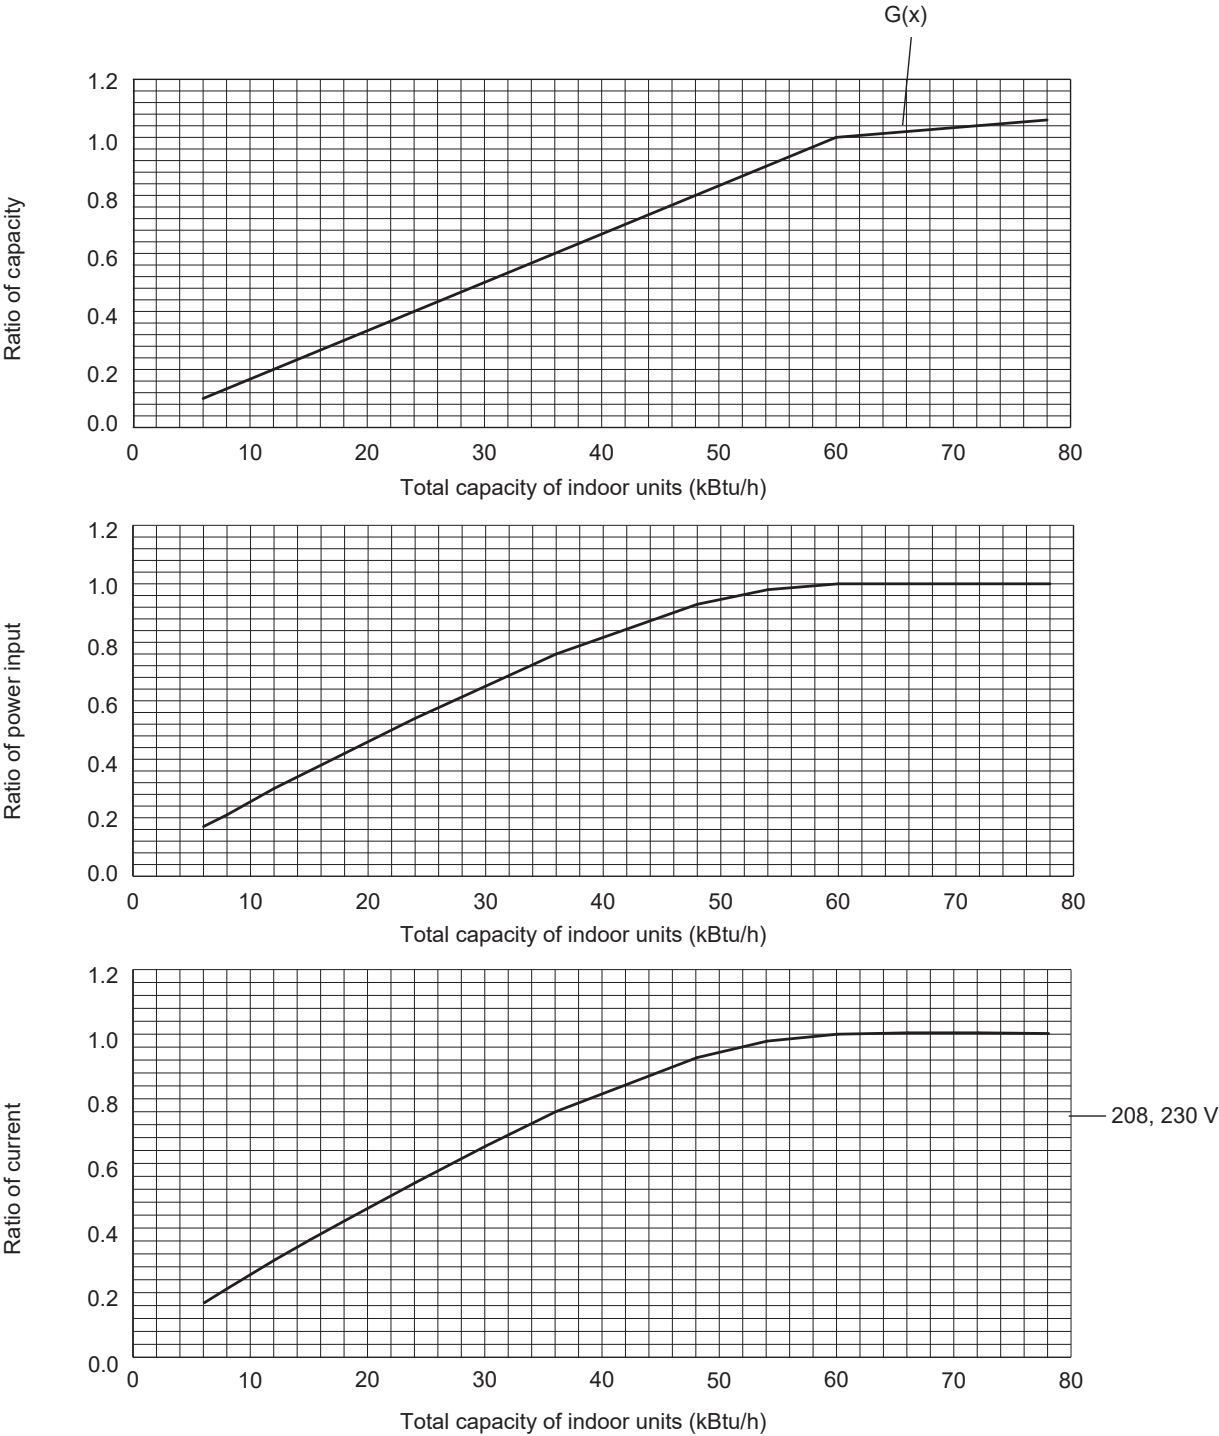 G(x)
Ratio of capacity
1.2
1.0
0.8
0.6
0.4
0.2
0.0
0 10 20 30 40 50 60 70 80
Total capacity of indoor units (kBtu/h)
Ratio of power input
1.2
1.0
0.8
0.6
0.4
0.2
0.0
0 10 20 30 40 50 60 70 80
Total capacity of indoor units (kBtu/h)
Ratio of current
1.2
1.0
0.8
0.6
0.4
0.2
0.0
208, 230 V
0 10 20 30 40 50 60 70 80
Total capacity of indoor units (kBtu/h)